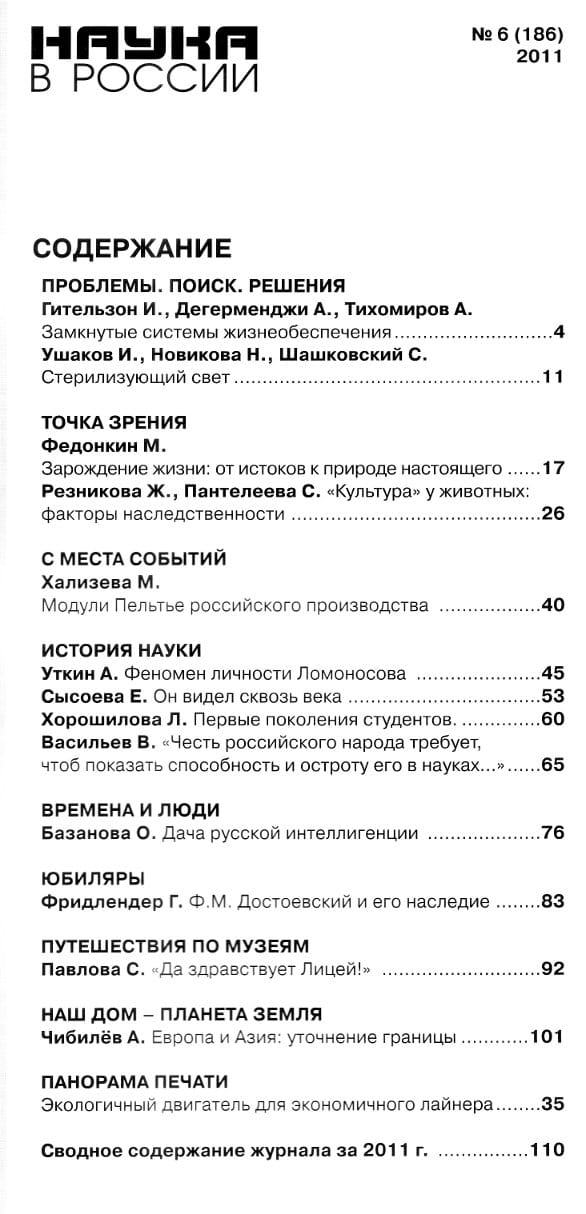 НАУКА
В РОССИИ
№ 6 (186)
2011
СОДЕРЖАНИЕ
ПРОБЛЕМЫ. ПОИСК. РЕШЕНИЯ
Гительзон И., Дегерменджи А., Тихомиров А.
Замкнутые системы жизнеобеспечения............................4
Ушаков И., Новикова Н., Шашковский С.
Стерилизующий свет......................................................11
ТОЧКА ЗРЕНИЯ
Федонкин М.
Зарождение жизни: от истоков к природе настоящего ......17
Резникова Ж., Пантелеева С. «Культура» у животных:
факторы наследственности ............................................26
С МЕСТА СОБЫТИЙ
Хализева М.
Модули Пельтье российского производства ..................40
ИСТОРИЯ НАУКИ
Уткин А. Феномен личности Ломоносова ......................45
Сысоева Е. Он видел сквозь века ..................................53
Хорошилова Л. Первые поколения студентов. ..............60
Васильев В. «Честь российского народа требует,
чтоб показать способность и остроту его в науках...»......65
ВРЕМЕНА И ЛЮДИ
Базанова О. Дача русской интеллигенции ....................76
ЮБИЛЯРЫ
Фридлендер Г. Ф.М. Достоевский и его наследие ........83
ПУТЕШЕСТВИЯ ПО МУЗЕЯМ
Павлова С. «Да здравствует Лицей!» ............................92
НАШ ДОМ – ПЛАНЕТА ЗЕМЛЯ
Чибилёв А. Европа и Азия: уточнение границы ............101
ПАНОРАМА ПЕЧАТИ
Экологичный двигатель для экономичного лайнера........35
Сводное содержание журнала за 2011 г. ................110